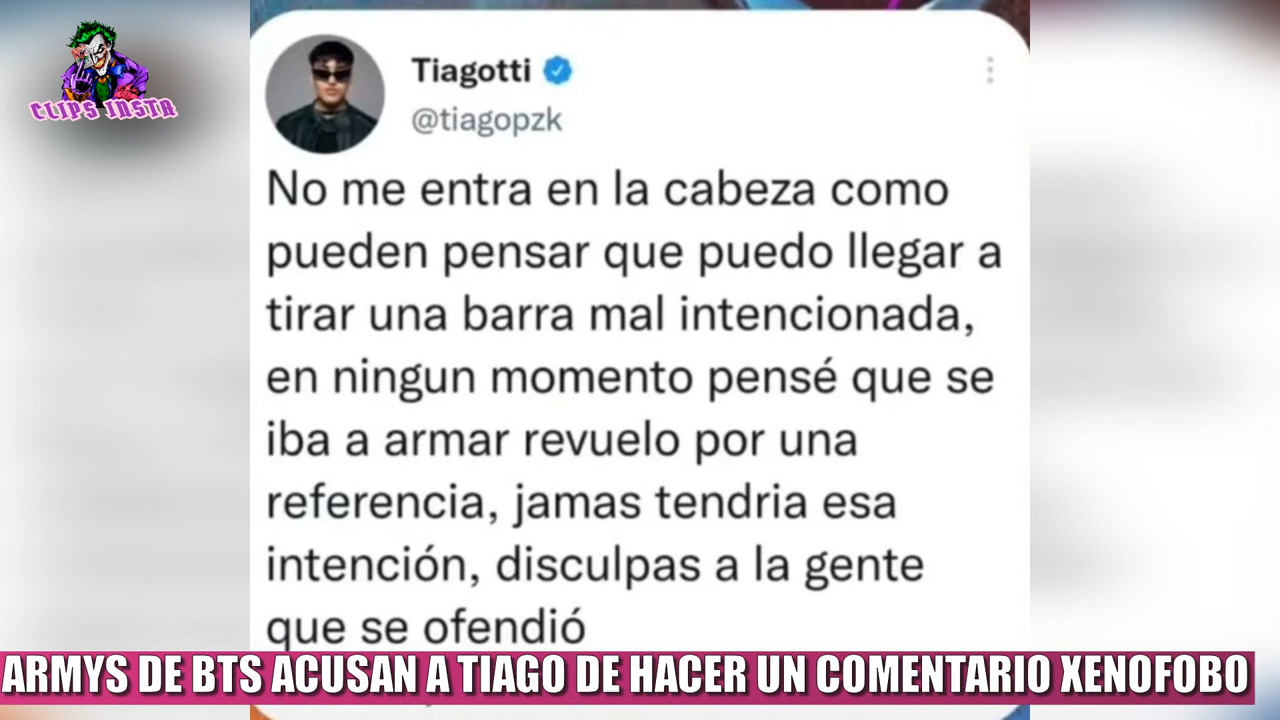 CLIPS INSTA
Tiagotti
@tiagopzk
No me entra en la cabeza como
pueden pensar que puedo llegar a
tirar una barra mal intencionada,
en ningun momento pensé que se
iba a armar revuelo por una
referencia, jamas tendria esa
intención, disculpas a la gente
que se ofendió
ARMYS DE BTS ACUSAN A TIAGO DE HACER UN COMENTARIO XENOFOBO